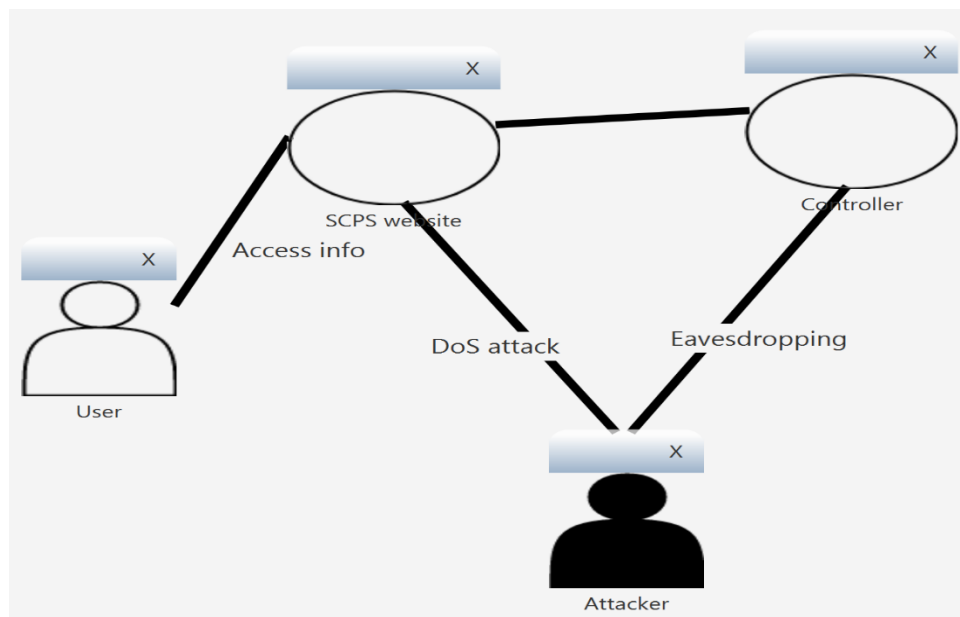 X
X
SCPS website
Controller
Access info
X
DoS attack
Eavesdropping
User
X
Attacker